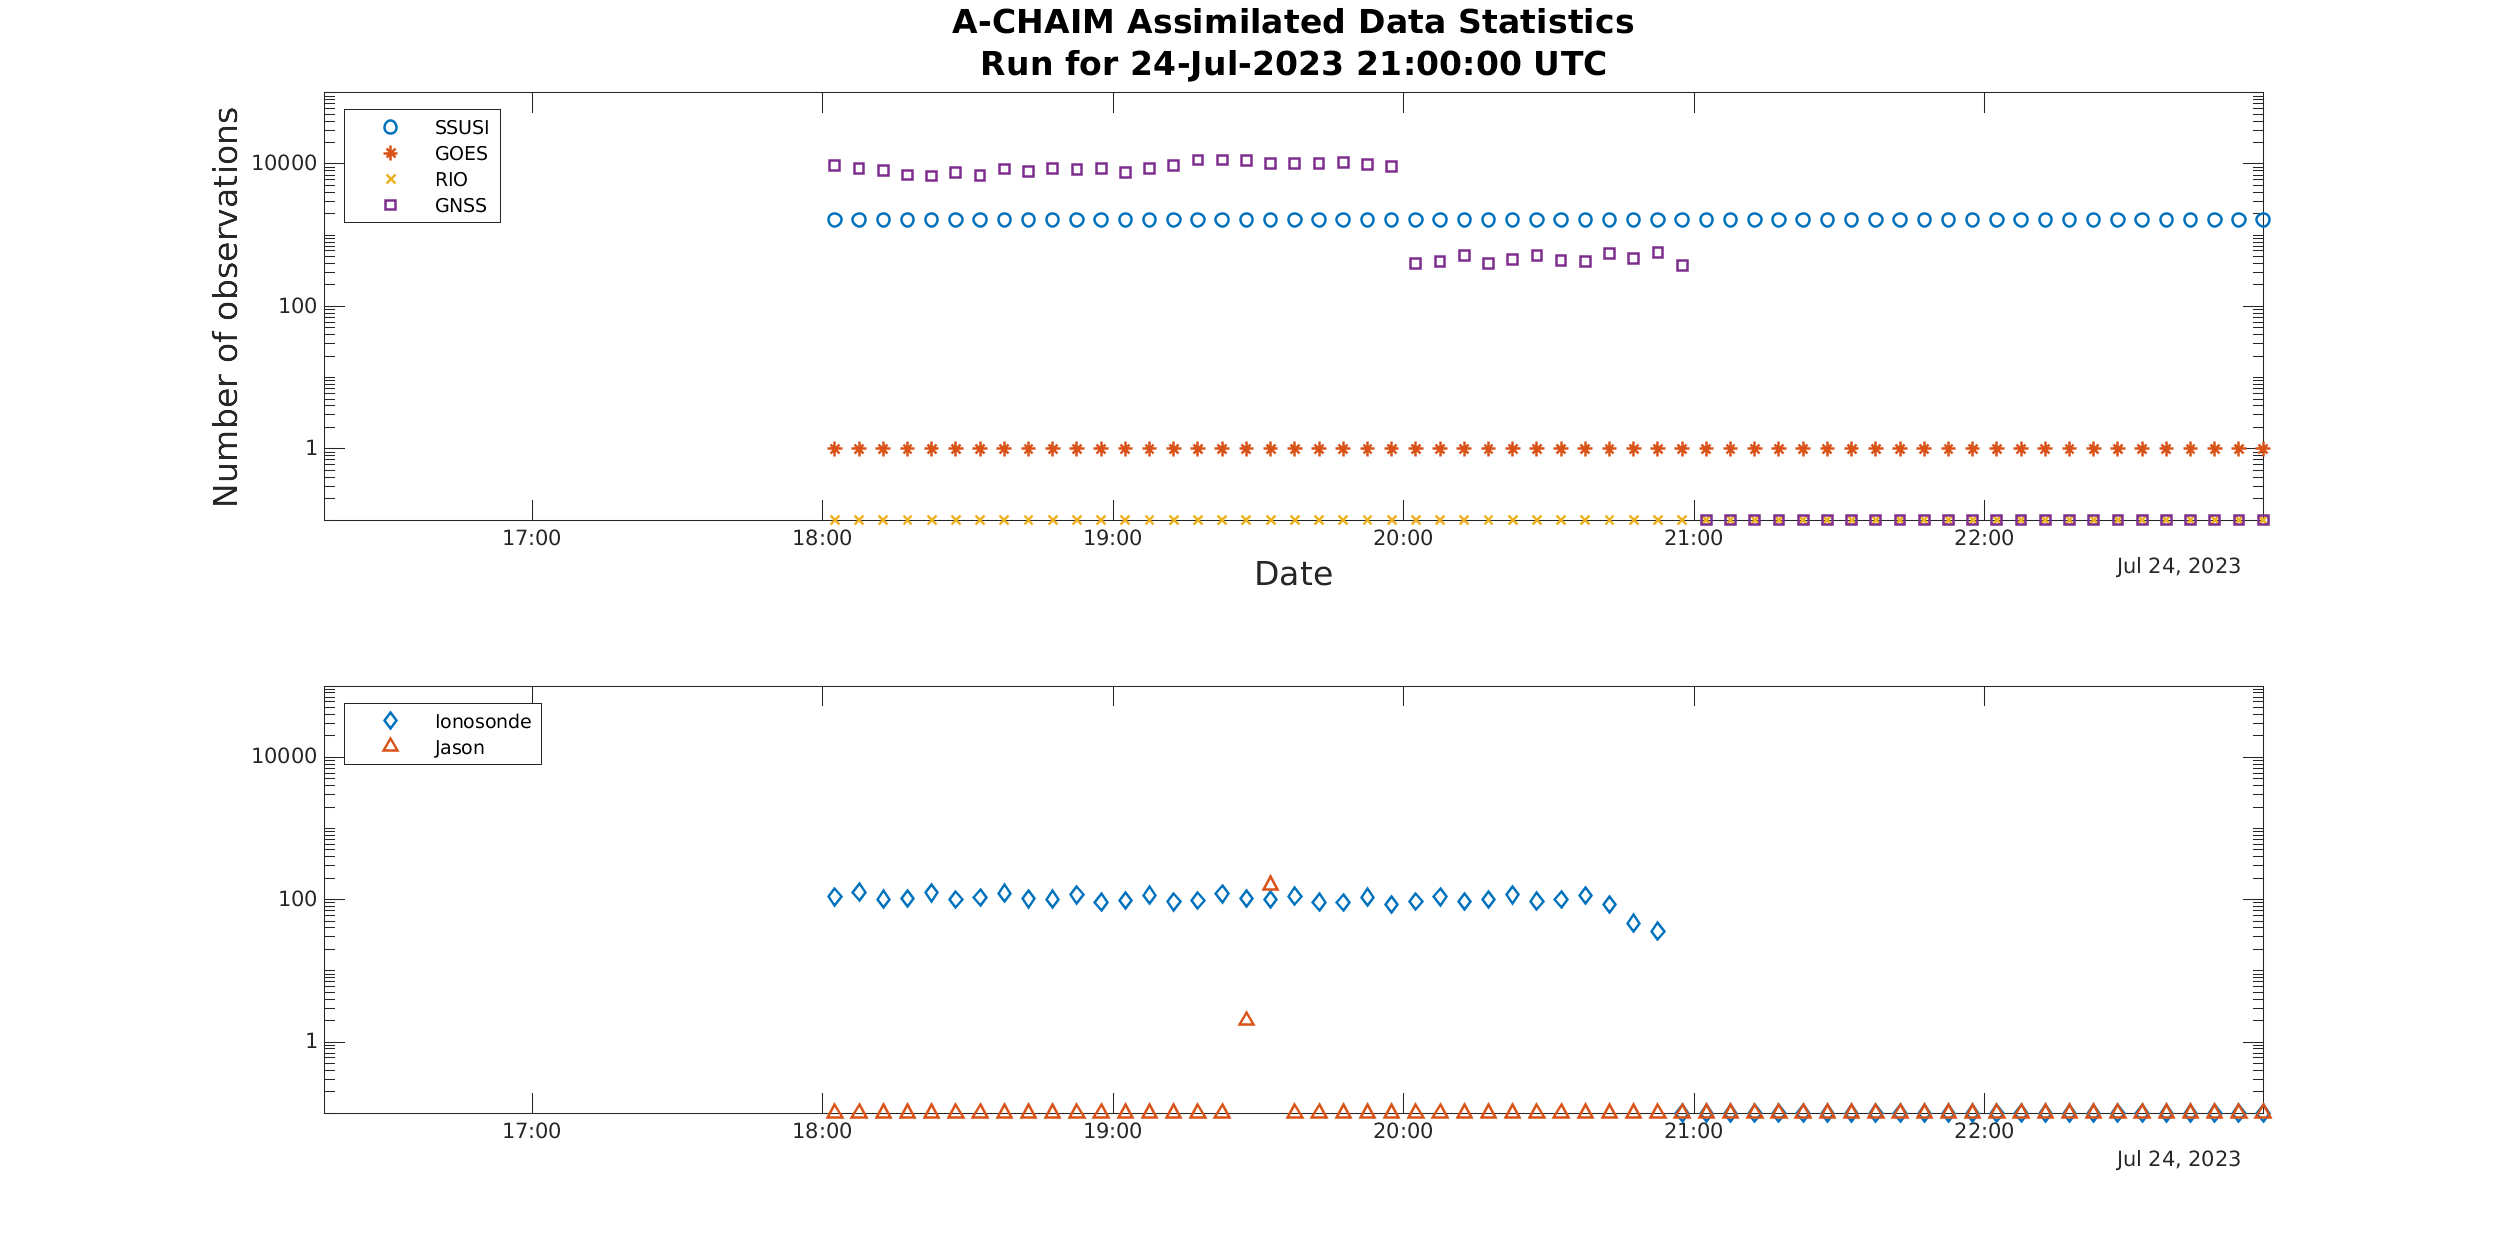 A-CHAIM Assimilated Data Statistics
Run for 24-Jul-2023 21:00:00 UTC
Number of observations
10000
100
1
SSUSI
GOES
RIO
GNSS
17:00 18:00 19:00 20:00 21:00 22:00
Jul 24, 2023
Date
10000
100
1
Ionosonde
Jason
17:00 18:00 19:00 20:00 21:00 22:00
Jul 24, 2023